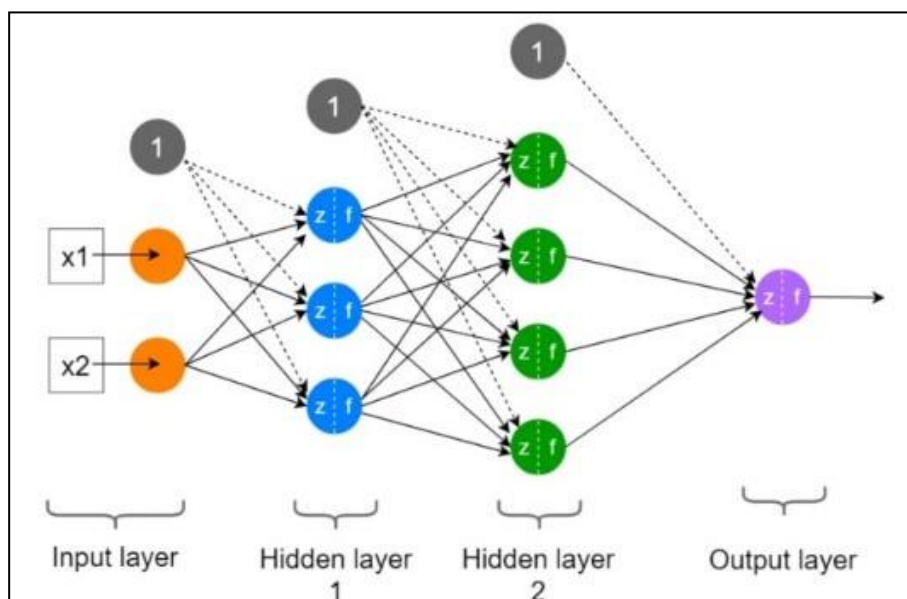 1
1
1
z f
z f
x1
z f
z f
z f
z f
x2
z f
z f
Input layer
Hidden layer
1
Hidden layer
2
Output layer